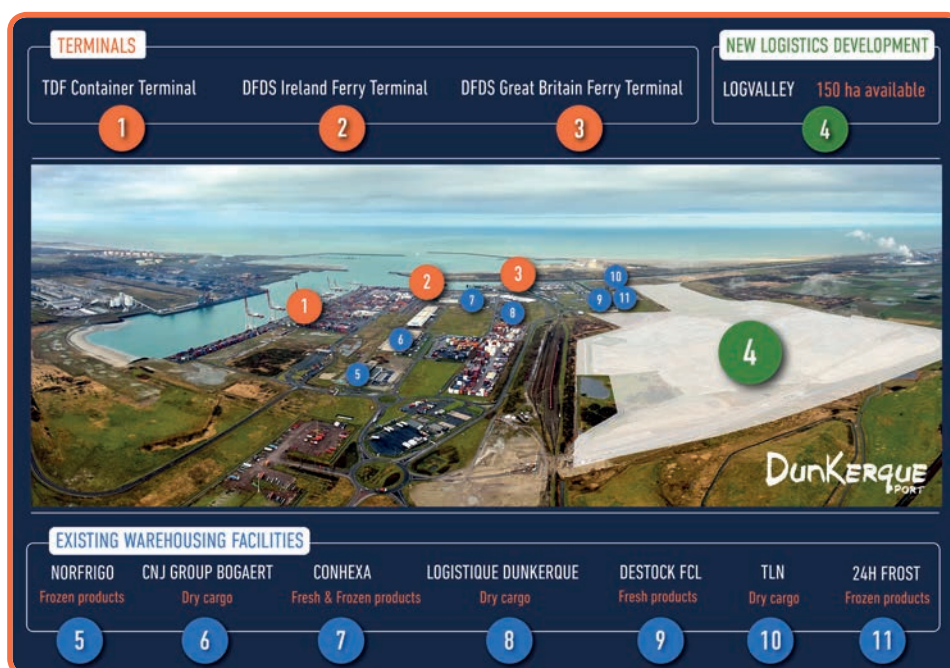 TERMINALS
TDF Container Terminal
DFDS Ireland Ferry Terminal
DFDS Great Britain Ferry Terminal
1
2
3
NEW LOGISTICS DEVELOPMENT
LOGVALLEY 150 ha available
4
10
3
2
9
11
7
1
8
6
4
5
DUNKERQUE
PORT
EXISTING WAREHOUSING FACILITIES
NORFRIGO
Frozen products
5
CNJ GROUP BOGAERT
Dry cargo
6
CONHEXA
Fresh & Frozen products
7
LOGISTIQUE DUNKERQUE
Dry cargo
8
DESTOCK FCL
Fresh products
9
TLN
Dry cargo
10
24H FROST
Frozen products
11